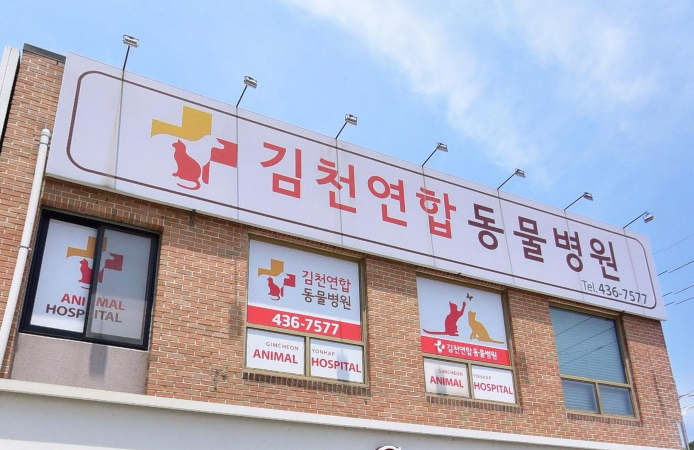 김천연합동물병원
Tel. 436-7577
ANIMAL
HOSPITAL
김천연합
동물병원
436-7577
GIMCHEON
ANIMAL
YONHAP
HOSPITAL
김천연합동물병원
GIMCHEON
ANIMAL
YONHAP
HOSPITAL